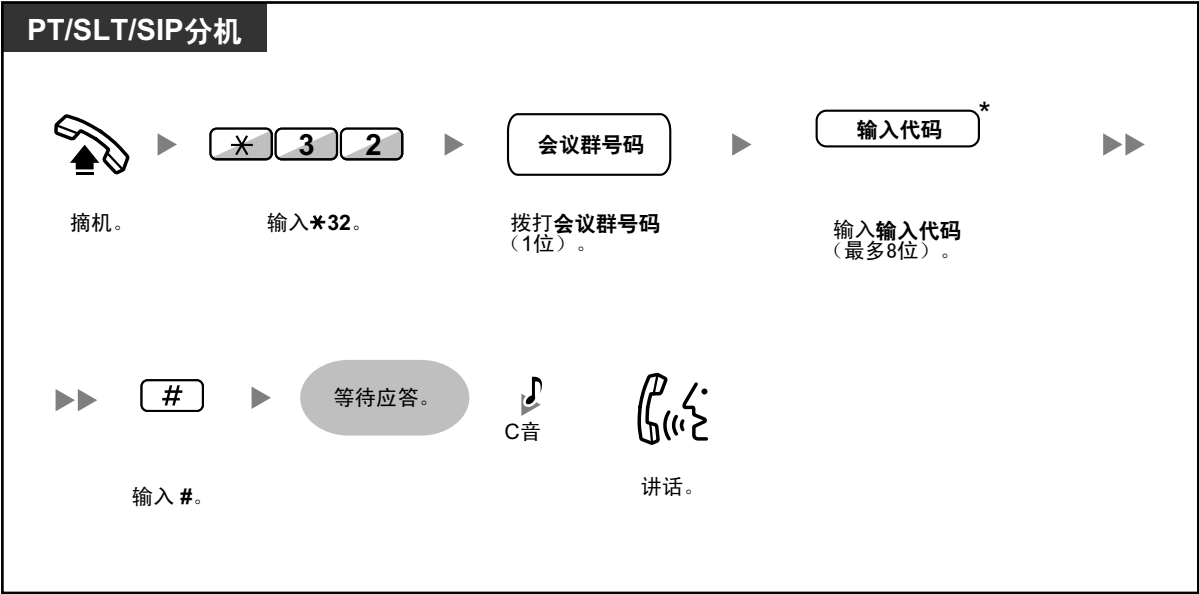 PT/SLT/SIP分机
* 3 2
会议群号码
输入代码 *
摘机。
输入*32。
拨打会议群号码
(1位)。
输入输入代码
(最多8位)。
#
等待应答。
C音
输入 #。
讲话。